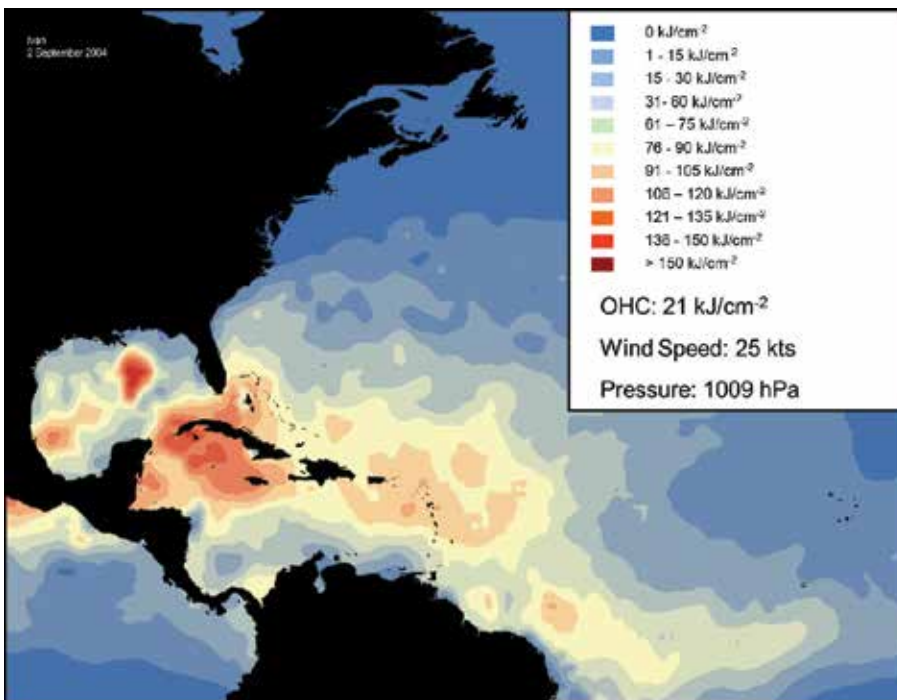 Ivan
2 September 2004
0 kJ/cm-2
1 - 15 kJ/cm-2
15 - 30 kJ/cm-2
31- 60 kJ/cm-2
61 – 75 kJ/cm-2
76 - 90 kJ/cm-2
91 - 105 kJ/cm-2
106 – 120 kJ/cm-2
121 – 135 kJ/cm-2
136 - 150 kJ/cm-2
> 150 kJ/cm-2
OHC: 21 kJ/cm-2
Wind Speed: 25 kts
Pressure: 1009 hPa